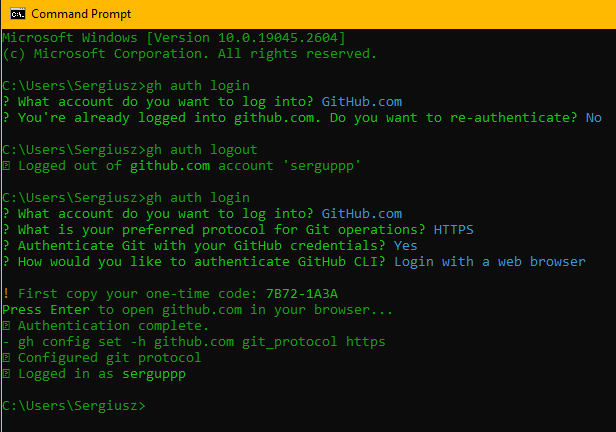 Command Prompt
Microsoft Windows [Version 10.0.19045.2604]
(c) Microsoft Corporation. All rights reserved.
C:\Users\Sergiusz>gh auth login
? What account do you want to log into? GitHub.com
? You're already logged into github.com. Do you want to re-authenticate? No
C:\Users\Sergiusz>gh auth logout
⍰ Logged out of github.com account 'serguppp'
C:\Users\Sergiusz>gh auth login
? What account do you want to log into? GitHub.com
? What is your preferred protocol for Git operations? HTTPS
? Authenticate Git with your GitHub credentials? Yes
? How would you like to authenticate GitHub CLI? Login with a web browser
! First copy your one-time code: 7B72-1A3A
Press Enter to open github.com in your browser...
⍰ Authentication complete.
- gh config set -h github.com git_protocol https
⍰ Configured git protocol
⍰ Logged in as serguppp
C:\Users\Sergiusz>